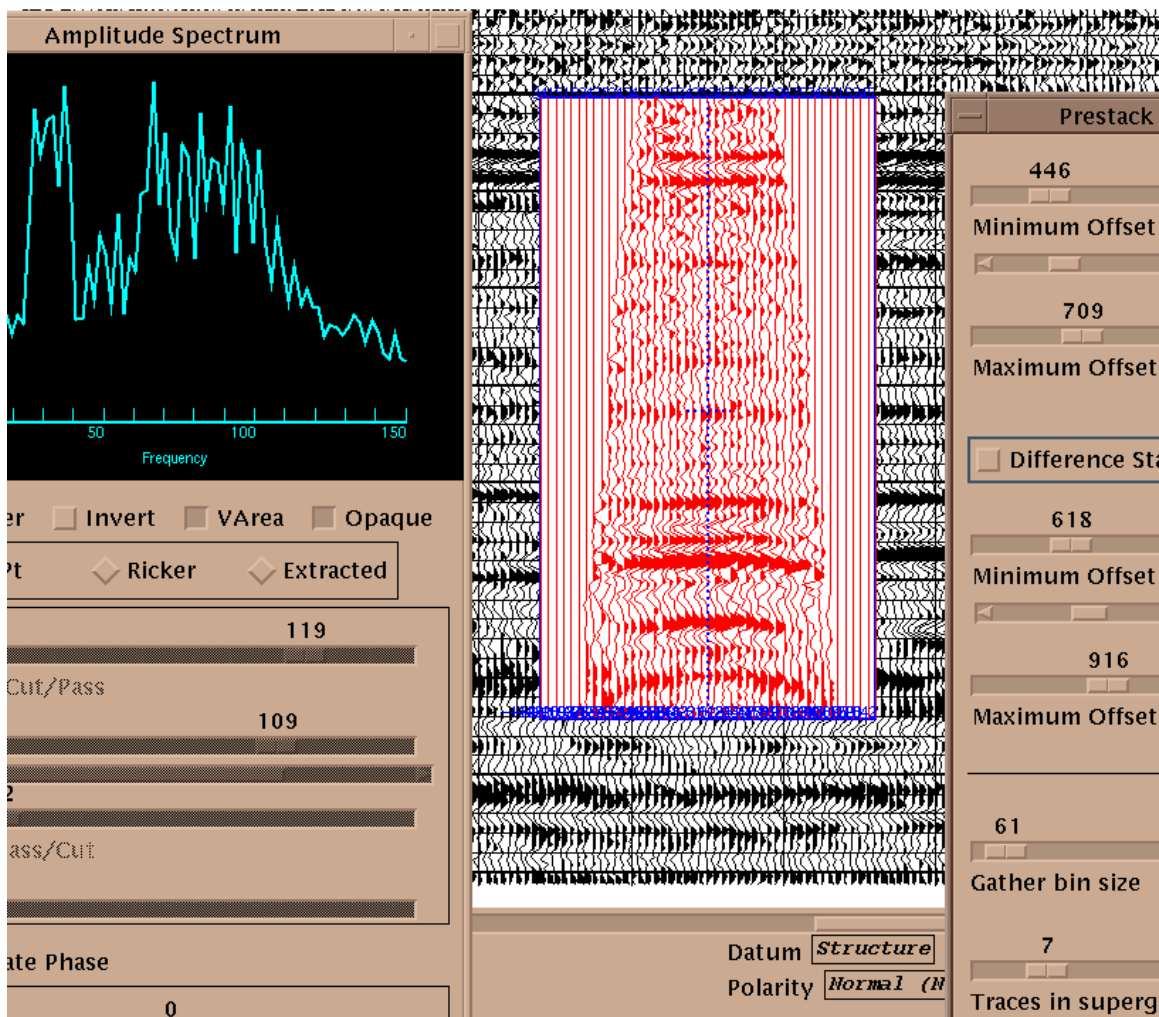 Amplitude Spectrum
50 100 150
Frequency
er Invert VArea Opaque
Pt Ricker Extracted
119
Cut/Pass
109
2
ass/Cut
ate Phase
0
Datum Structure
Polarity Normal (N
Prestack
446
Minimum Offset
709
Maximum Offset
Difference Sta
618
Minimum Offset
916
Maximum Offset
61
Gather bin size
7
Traces in superg